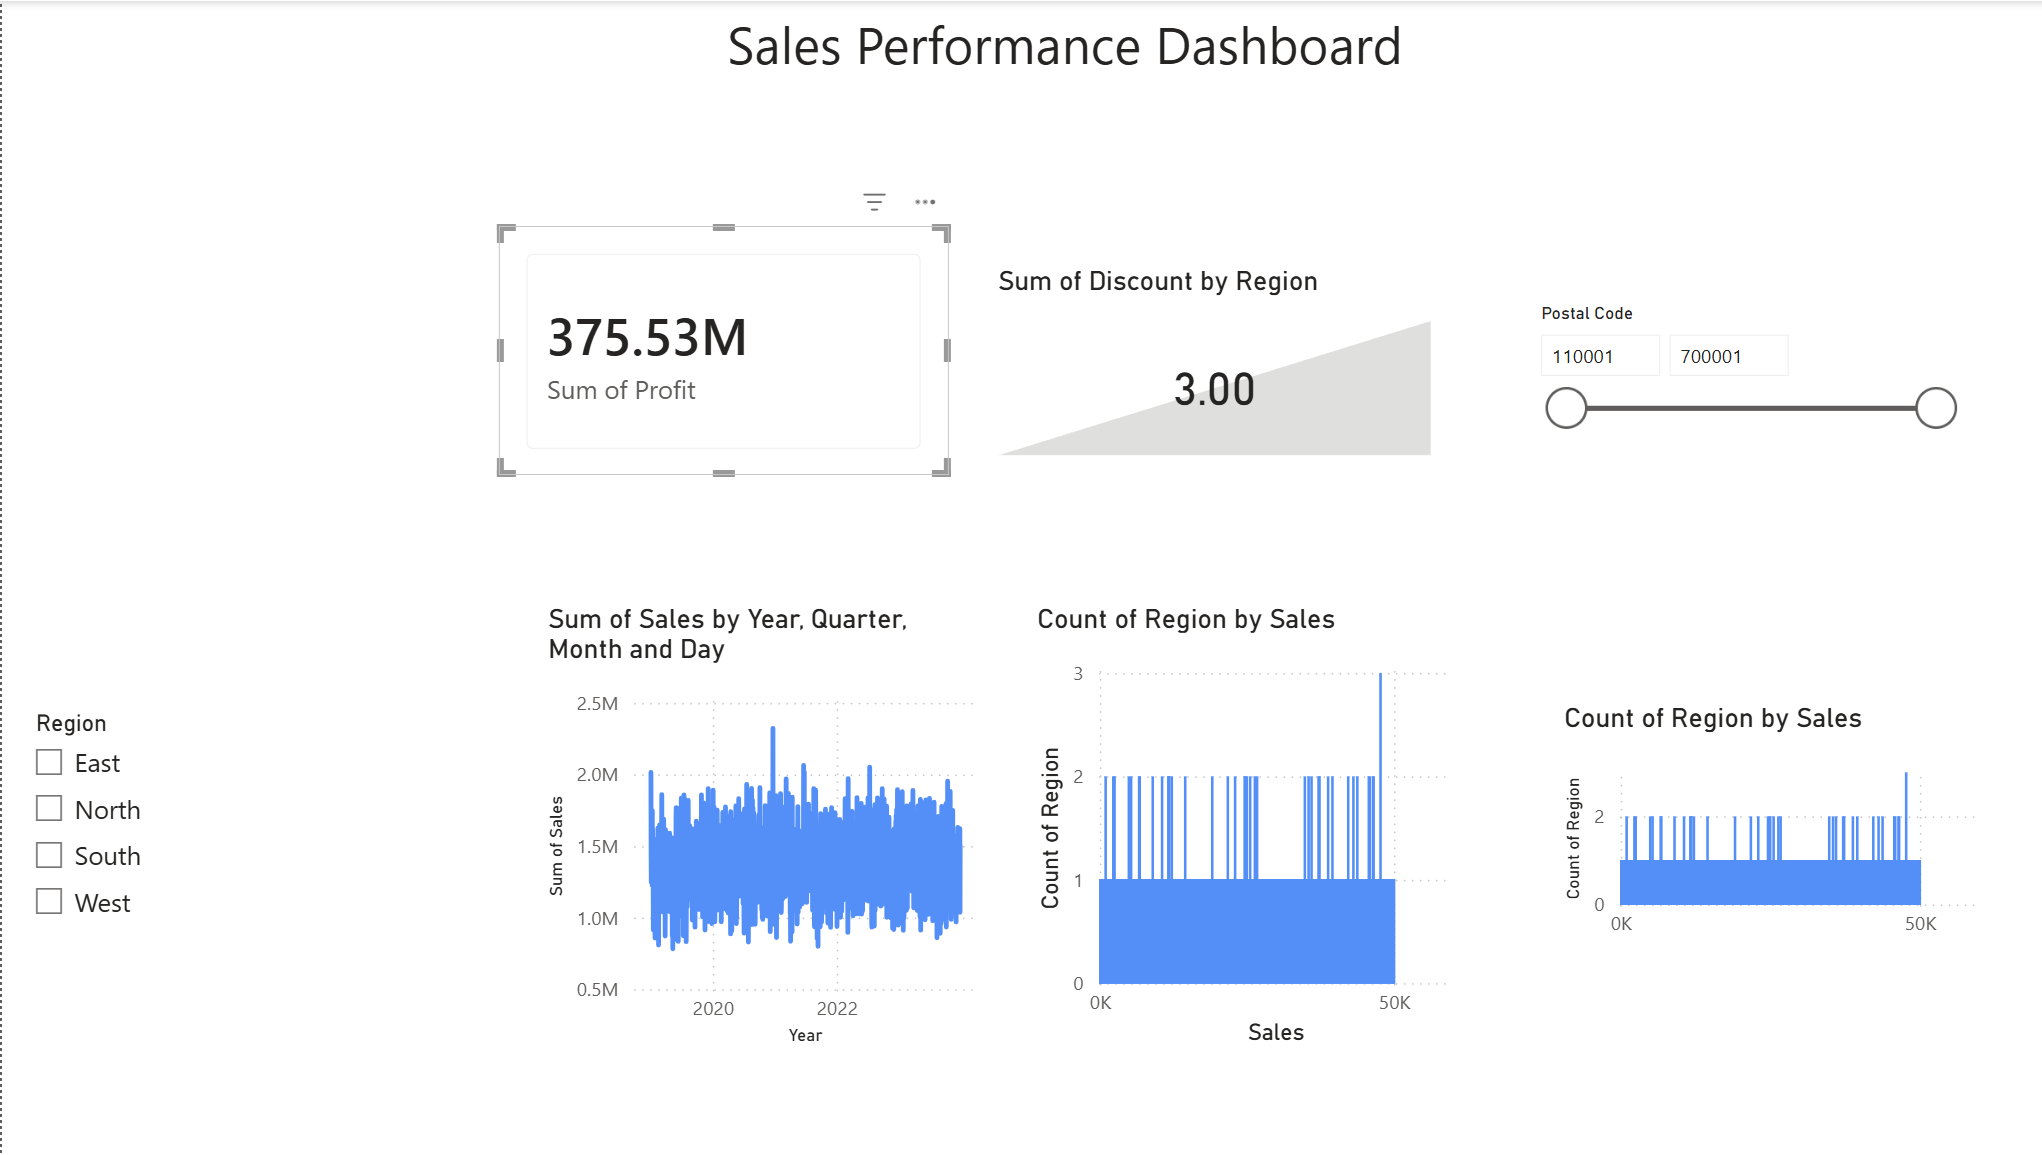 Sales Performance Dashboard
375.53M
Sum of Profit
Sum of Discount by Region
3.00
Postal Code
110001
700001
Region
East
North
South
West
Sum of Sales by Year, Quarter,
Month and Day
Sum of Sales
2.5M
2.0M
1.5M
1.0M
0.5M
2020
2022
Year
Count of Region by Sales
Count of Region
3
2
1
0
0K
50K
Sales
Count of Region by Sales
Count of Region
2
0
0K
50K